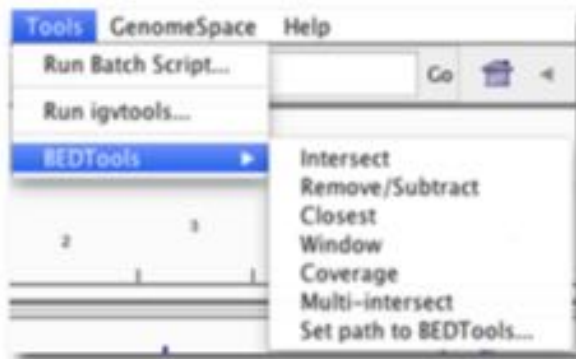 Tools GenomeSpace Help
Run Batch Script...
Go
Run igvtools...
BEDTools
Intersect
Remove/Subtract
Closest
Window
Coverage
Multi-intersect
Set path to BEDTools...
2
3